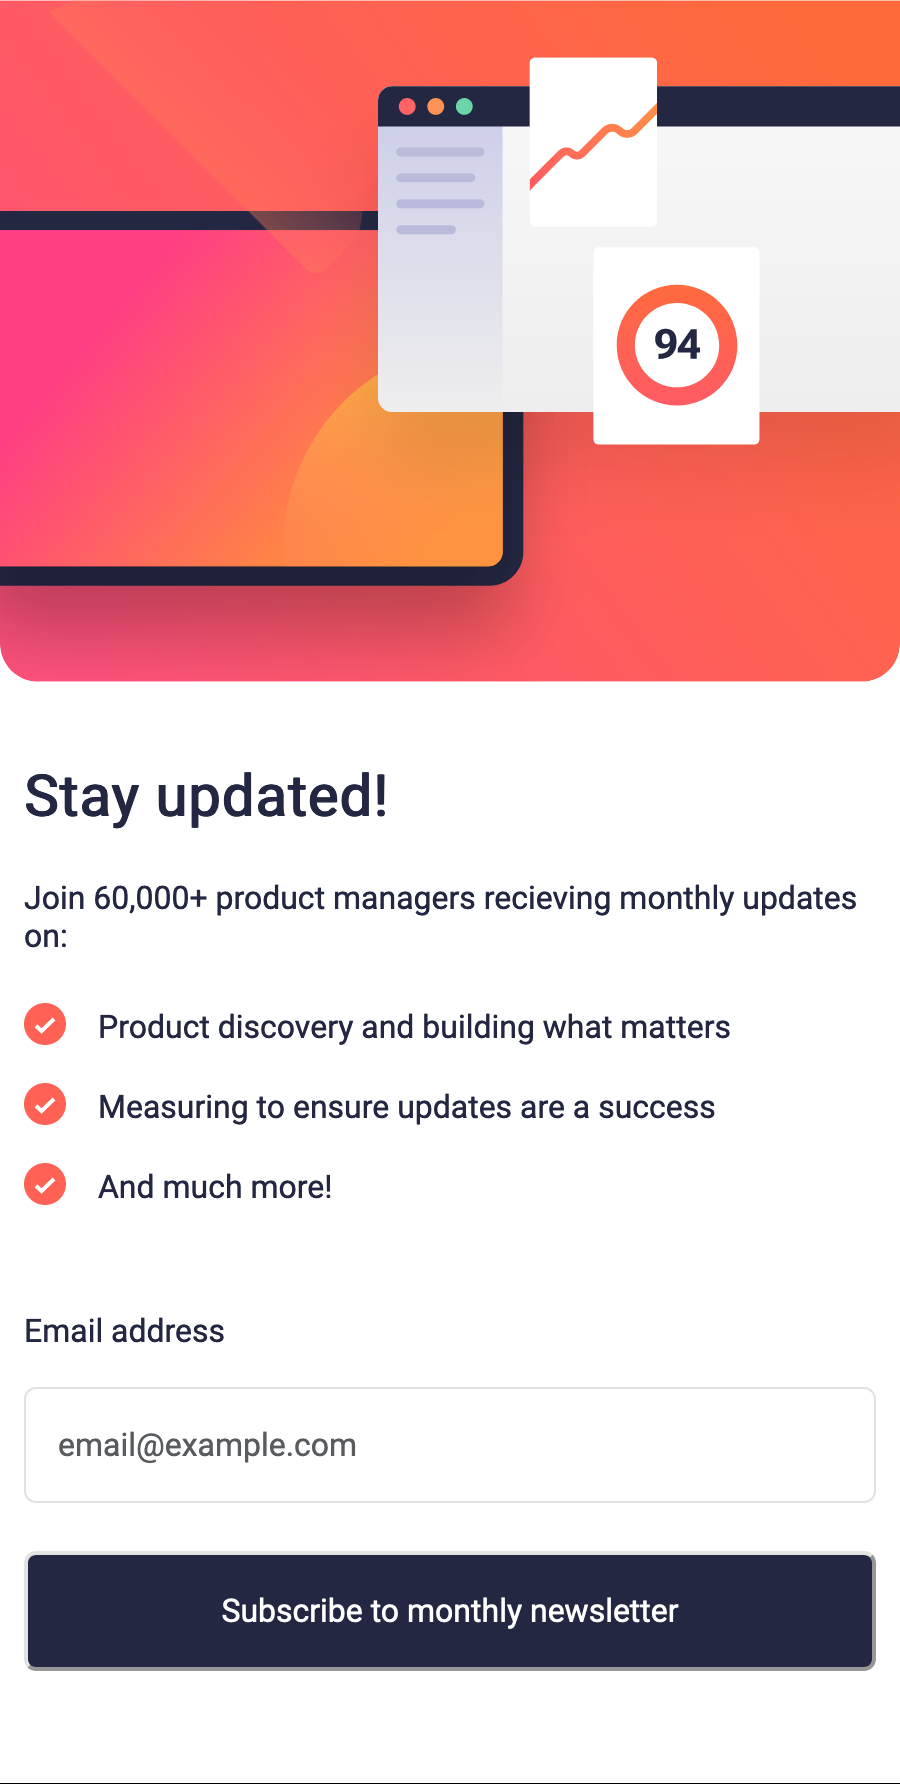 94
Stay updated!
Join 60,000+ product managers recieving monthly updates
on:
Product discovery and building what matters
Measuring to ensure updates are a success
And much more!
Email address
email@example.com
Subscribe to monthly newsletter